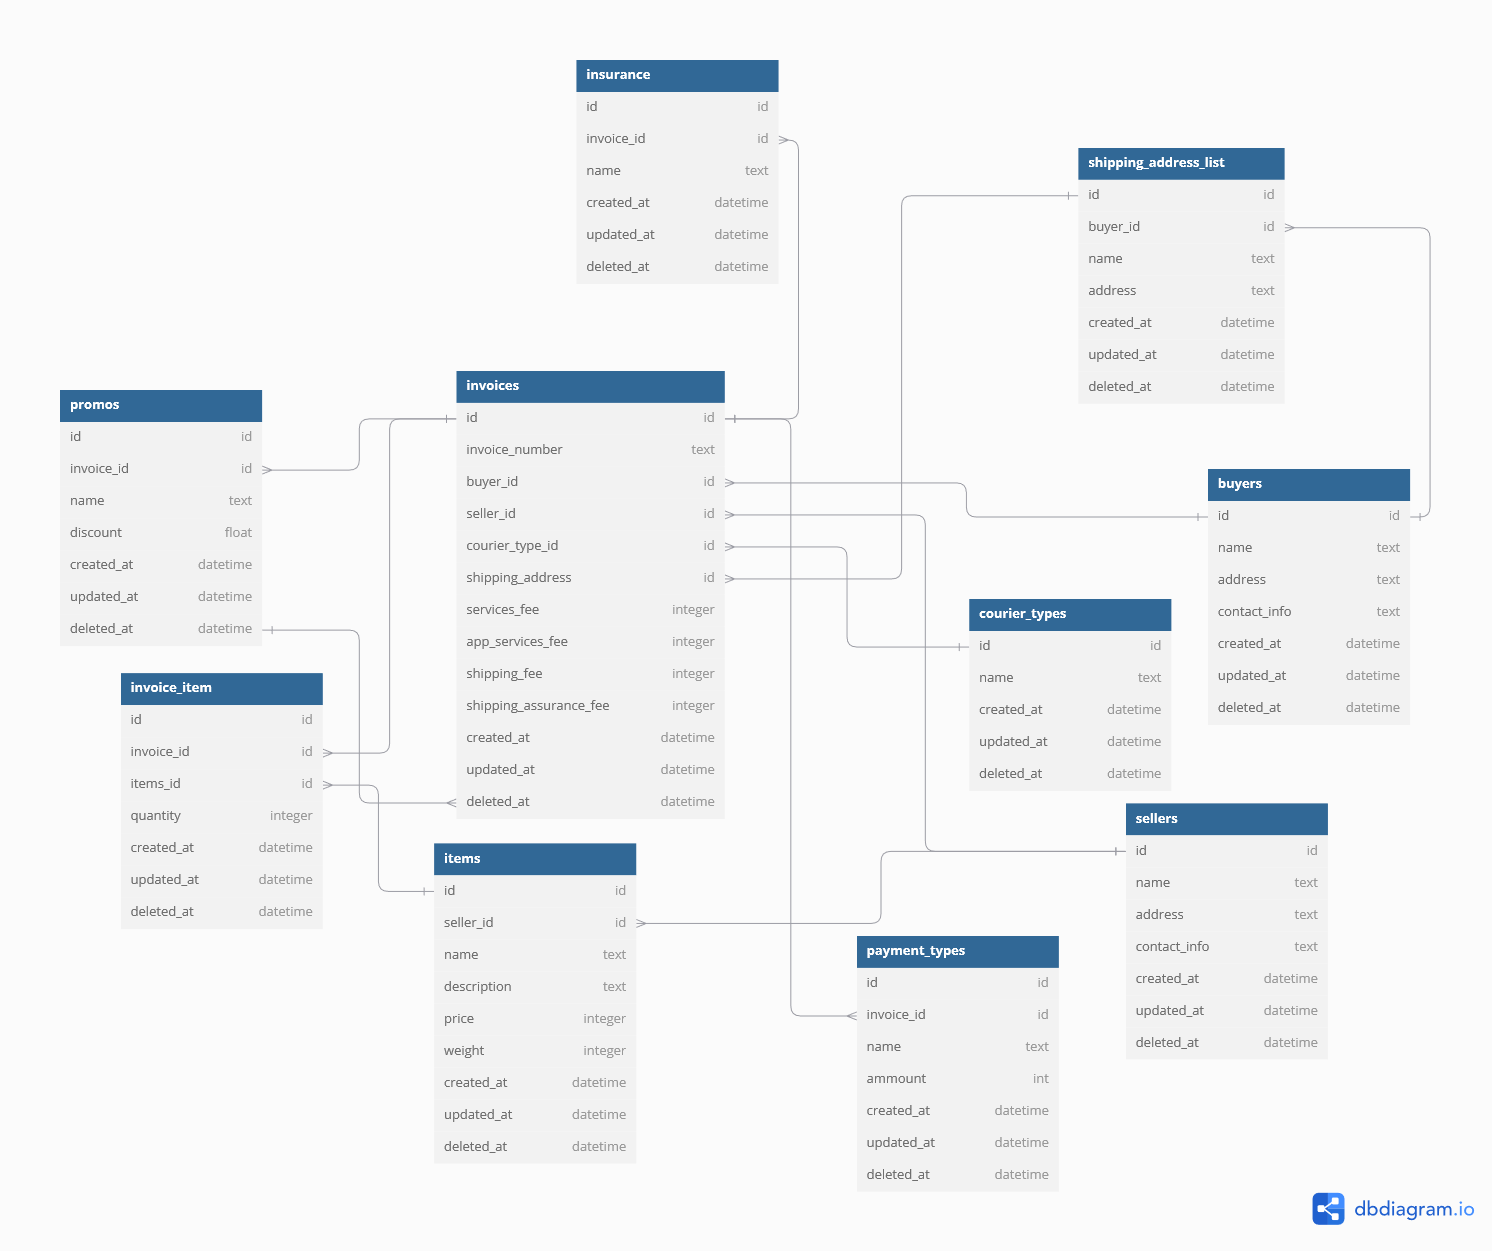 insurance
id id
invoice_id id
name text
created_at datetime
updated_at datetime
deleted_at datetime
shipping_address_list
id id
buyer_id id
name text
address text
created_at datetime
updated_at datetime
deleted_at datetime
promos
id id
invoice_id id
name text
discount float
created_at datetime
updated_at datetime
deleted_at datetime
invoices
id id
invoice_number text
buyer_id id
seller_id id
courier_type_id id
shipping_address id
services_fee integer
app_services_fee integer
shipping_fee integer
shipping_assurance_fee integer
created_at datetime
updated_at datetime
deleted_at datetime
buyers
id id
name text
address text
contact_info text
created_at datetime
updated_at datetime
deleted_at datetime
courier_types
id id
name text
created_at datetime
updated_at datetime
deleted_at datetime
invoice_item
id id
invoice_id id
items_id id
quantity integer
created_at datetime
updated_at datetime
deleted_at datetime
items
id id
seller_id id
name text
description text
price integer
weight integer
created_at datetime
updated_at datetime
deleted_at datetime
sellers
id id
name text
address text
contact_info text
created_at datetime
updated_at datetime
deleted_at datetime
payment_types
id id
invoice_id id
name text
ammount int
created_at datetime
updated_at datetime
deleted_at datetime
dbdiagram.io